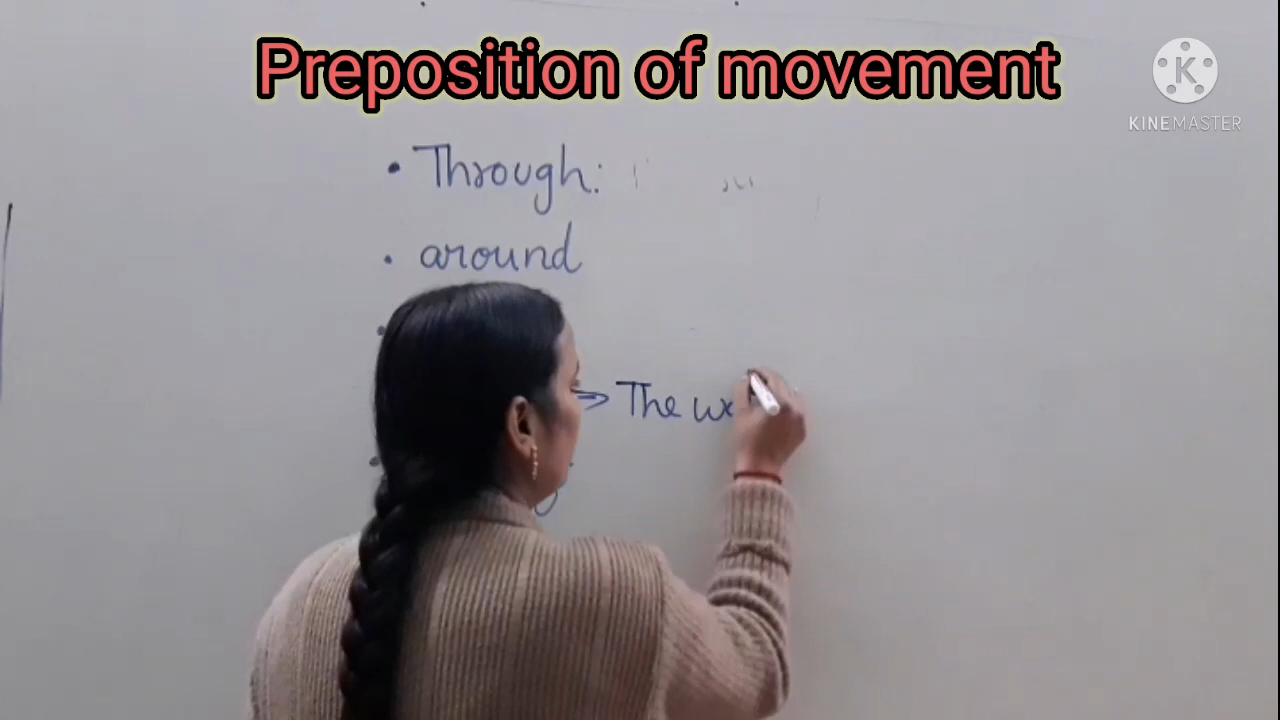 Preposition of movement
KINEMASTER
• Through:
• around
→ The